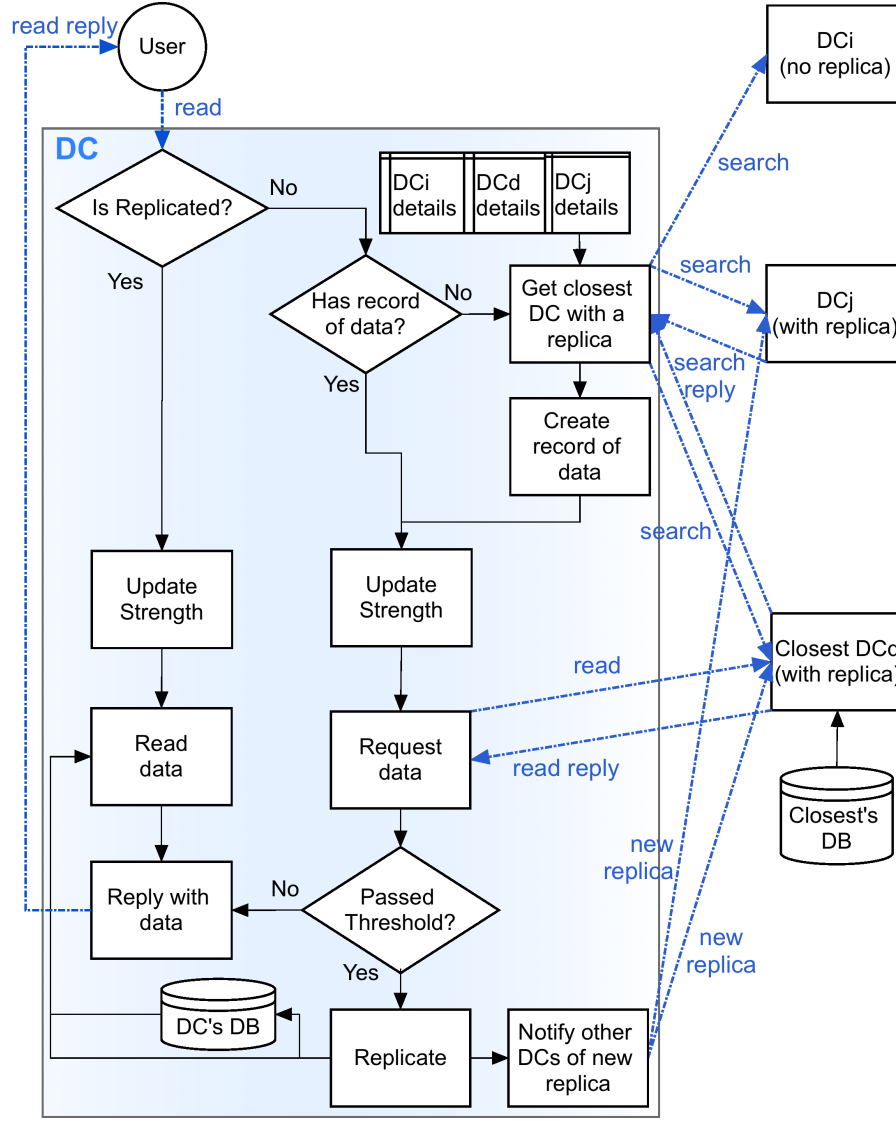 read reply
User
DCi
(no replica)
read
DC
search
Is Replicated?
No
DCi
details
DCd
details
DCj
details
Yes
search
Has record
of data?
No
Get closest
DC with a
replica
DCj
(with replica)
search
reply
Yes
Create
record of
data
search
Update
Strength
Update
Strength
Closest DCd
(with replica)
read
Read
data
Request
data
read reply
Closest's
DB
new
replica
Reply with
data
No
Passed
Threshold?
new
replica
Yes
DC's DB
Replicate
Notify other
DCs of new
replica